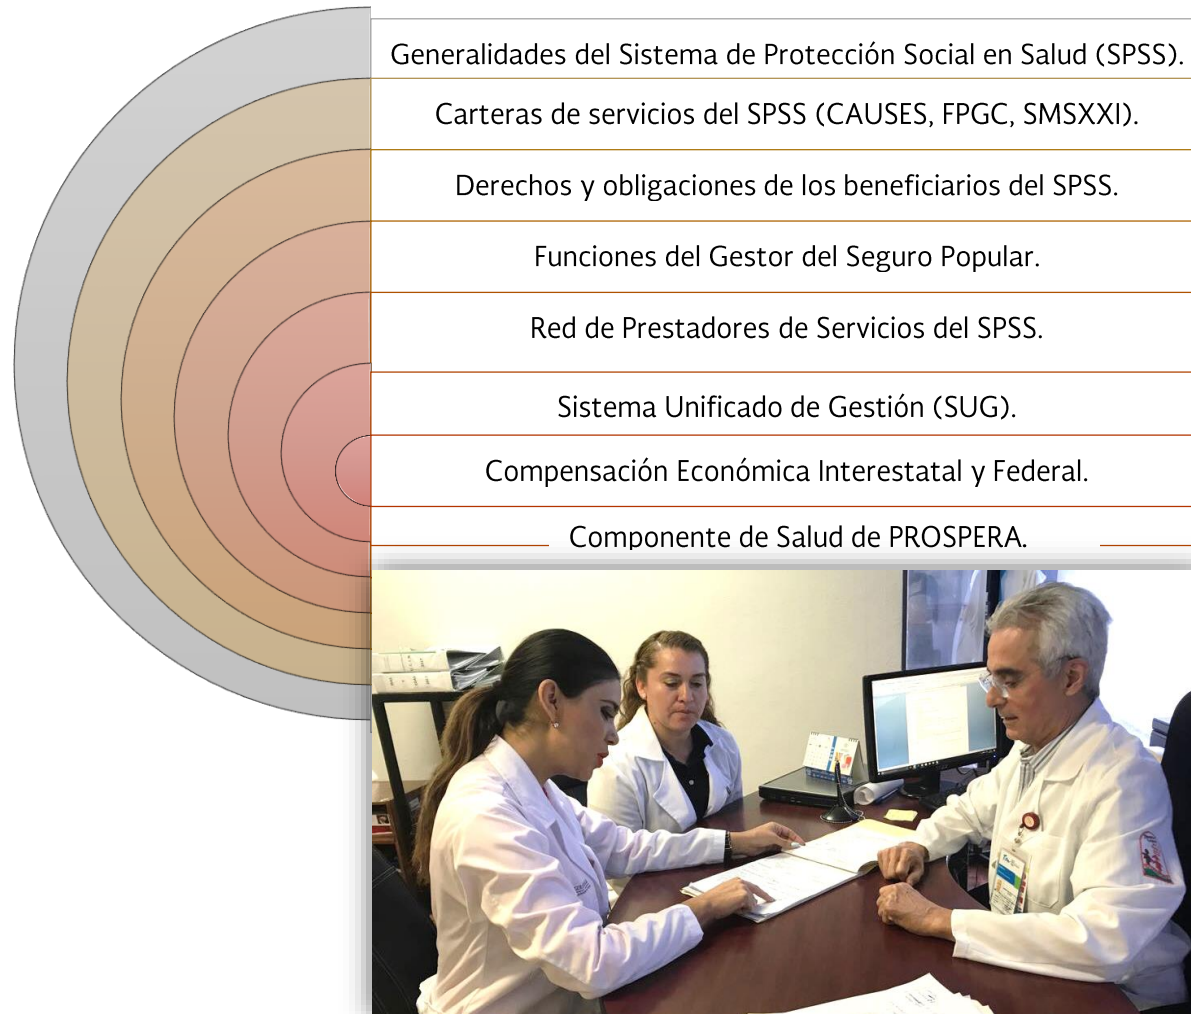 Generalidades del Sistema de Protección Social en Salud (SPSS).
Carteras de servicios del SPSS (CAUSES, FPGC, SMSXXI).
Derechos y obligaciones de los beneficiarios del SPSS.
Funciones del Gestor del Seguro Popular.
Red de Prestadores de Servicios del SPSS.
Sistema Unificado de Gestión (SUG).
Compensación Económica Interestatal y Federal.
Componente de Salud de PROSPERA.